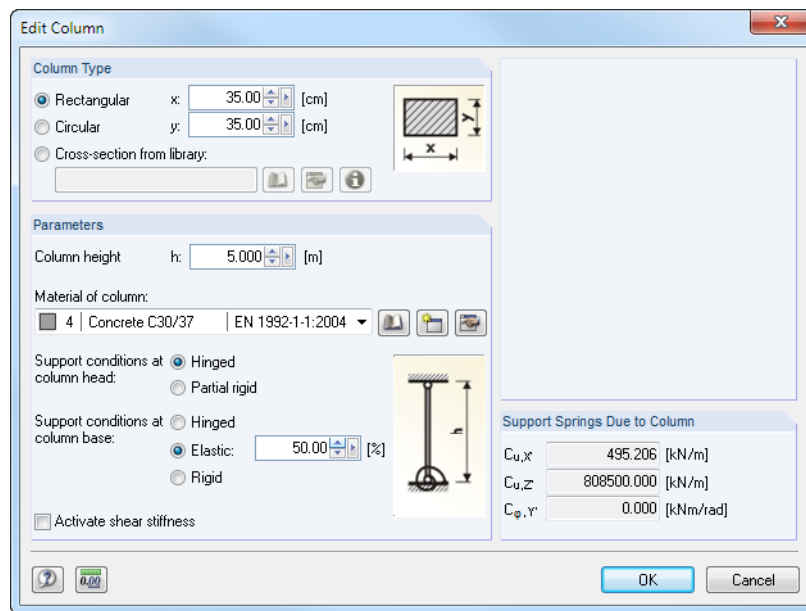 Edit Column
Column Type
Rectangular x: 35.00 [cm]
Circular y: 35.00 [cm]
Cross-section from library:
x
y
Parameters
Column height h: 5.000 [m]
Material of column:
4 Concrete C30/37 EN 1992-1-1:2004
Support conditions at column head:
Hinged
Partial rigid
Support conditions at column base:
Hinged
Elastic: 50.00 [%]
Rigid
h
Activate shear stiffness
Support Springs Due to Column
Cu,X' 495.206 [kN/m]
Cu,Z' 808500.000 [kN/m]
Cφ,Y' 0.000 [kNm/rad]
0.00
OK
Cancel